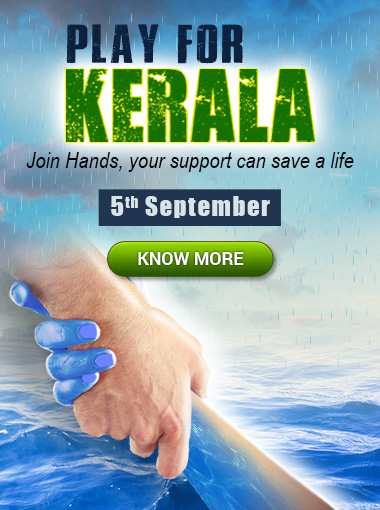 PLAY FOR
KERALA
Join Hands, your support can save a life
5th September
KNOW MORE